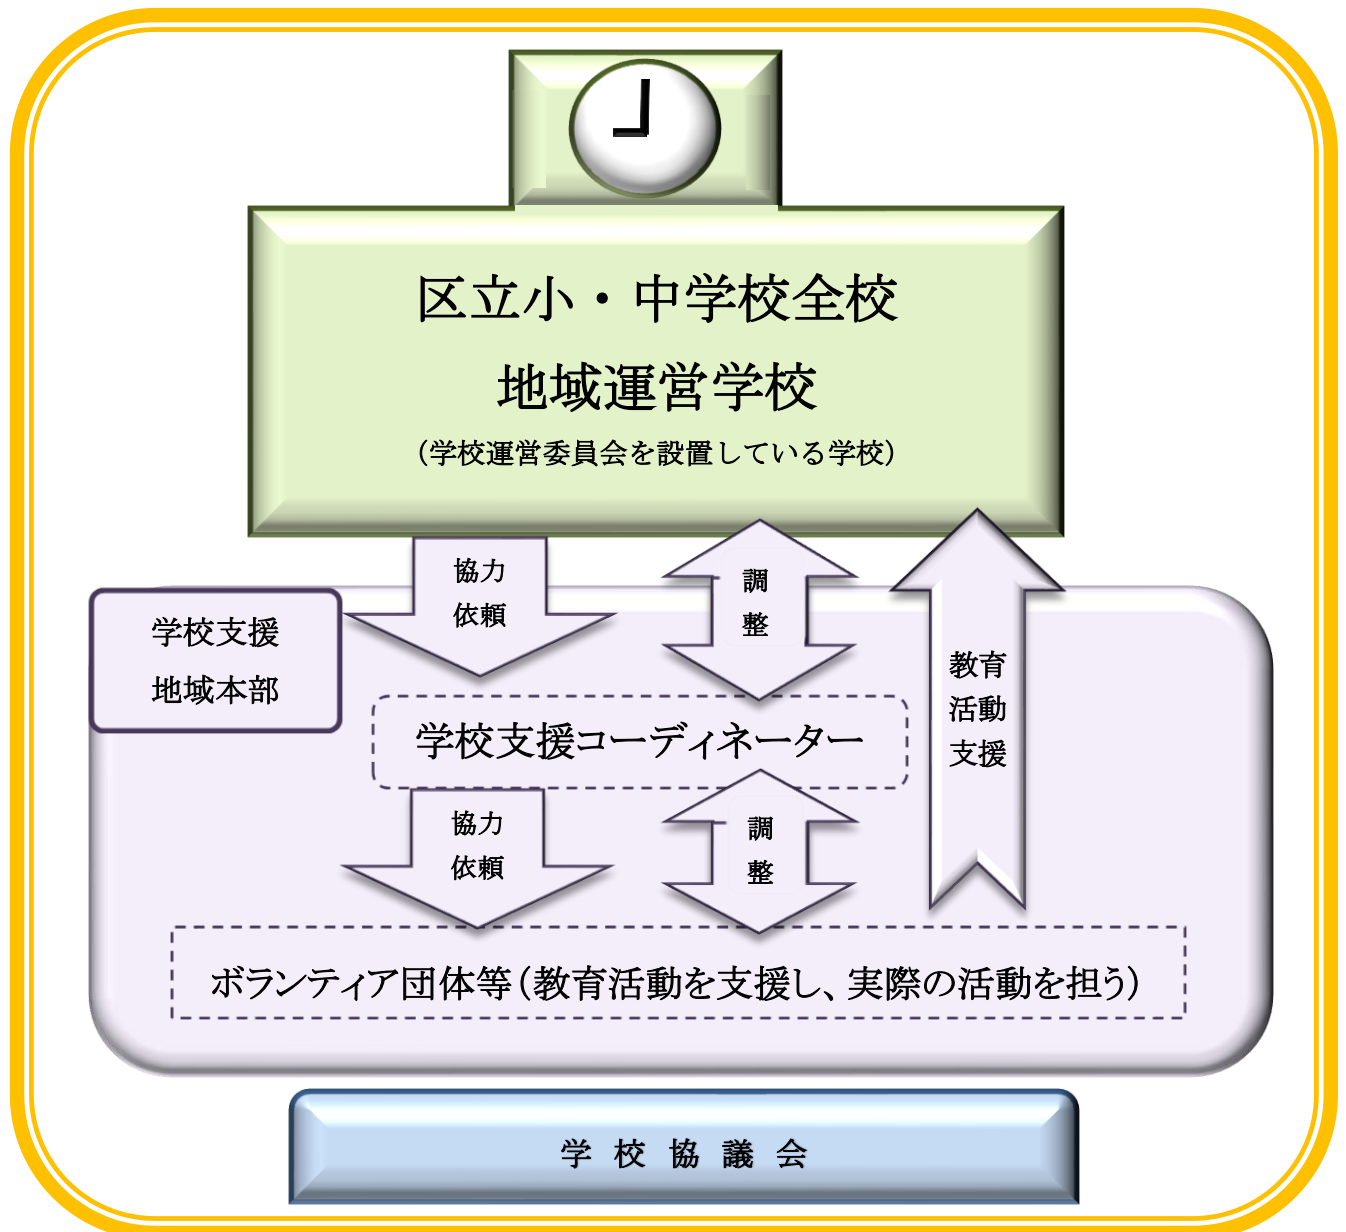 区立小・中学校全校
地域運営学校
（学校運営委員会を設置している学校）
協力
依頼
調
整
学校支援
地域本部
教育
活動
支援
学校支援コーディネーター
協力
依頼
調
整
ボランティア団体等（教育活動を支援し、実際の活動を担う）
学校協議会